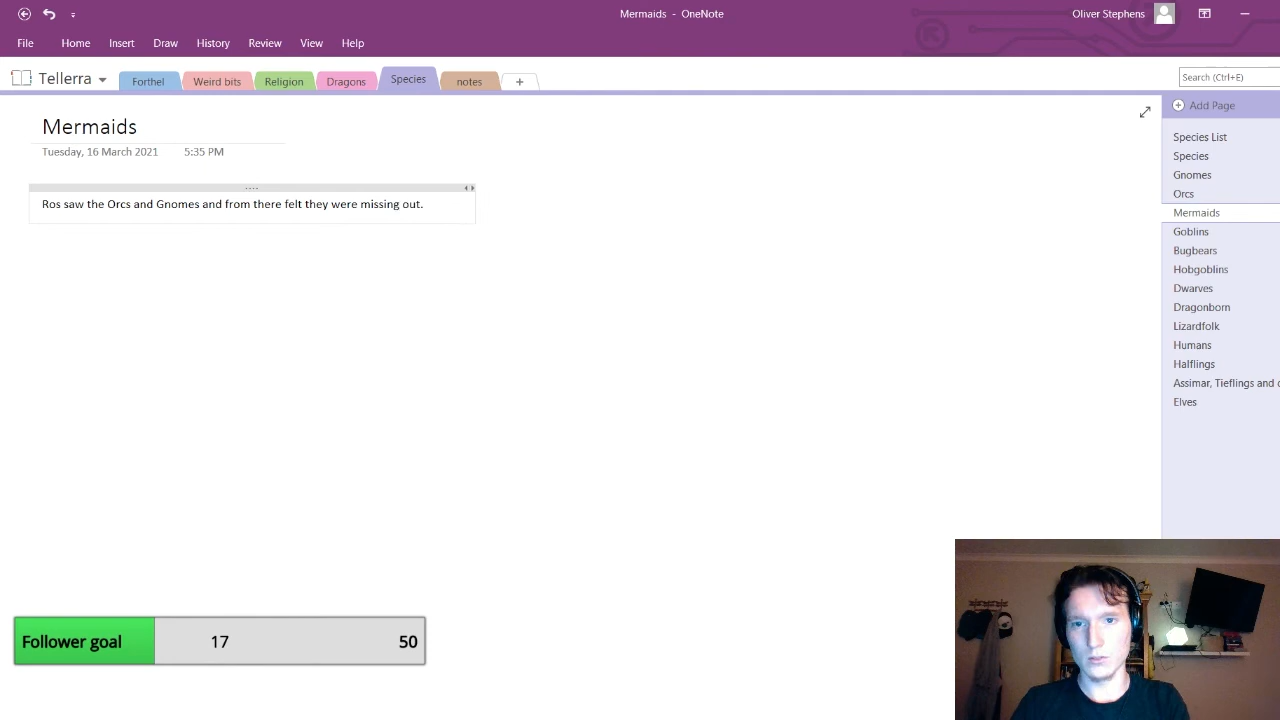 Mermaids - OneNote
Oliver Stephens
File Home Insert Draw History Review View Help
Tellerra
Forthel Weird bits Religion Dragons Species notes
Search (Ctrl+E)
Mermaids
Tuesday, 16 March 2021 5:35 PM
Ros saw the Orcs and Gnomes and from there felt they were missing out.
Add Page
Species List
Species
Gnomes
Orcs
Mermaids
Goblins
Bugbears
Hobgoblins
Dwarves
Dragonborn
Lizardfolk
Humans
Halflings
Assimar, Tieflings and
Elves
Follower goal 17 50